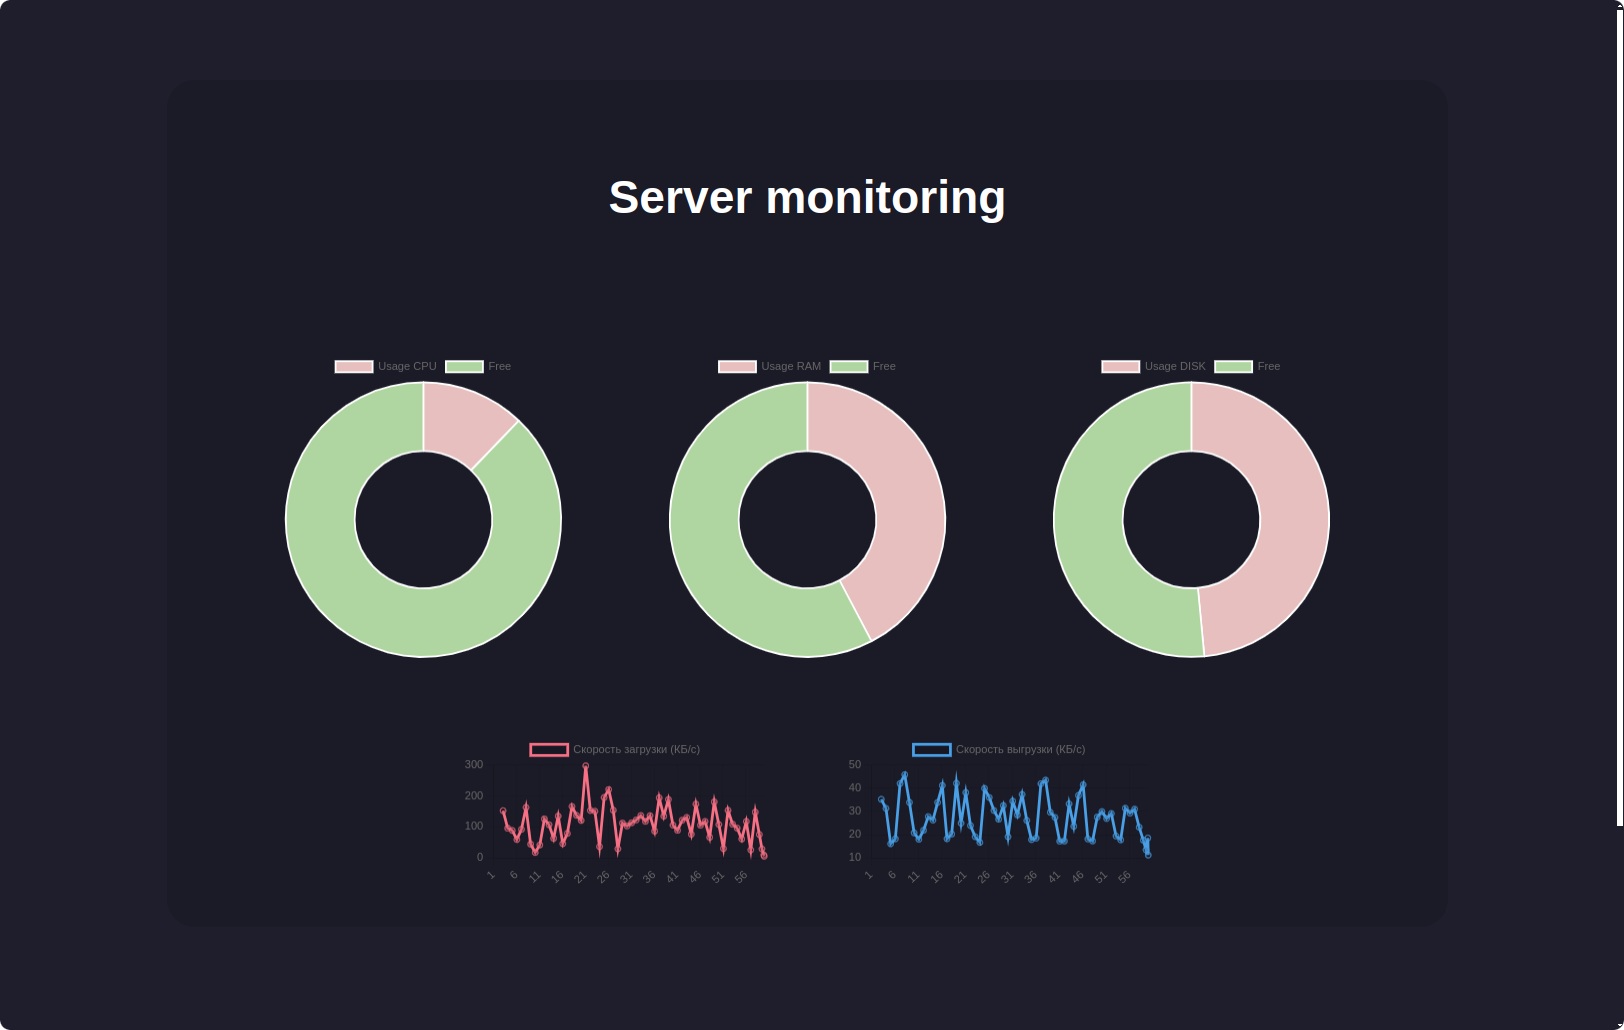 Server monitoring
Usage CPU Free
Usage RAM Free
Usage DISK Free
Скорость загрузки (КБ/с)
300
200
100
0
1 6 11 16 21 26 31 36 41 46 51 56
Скорость выгрузки (КБ/с)
50
40
30
20
10
1 6 11 16 21 26 31 36 41 46 51 56